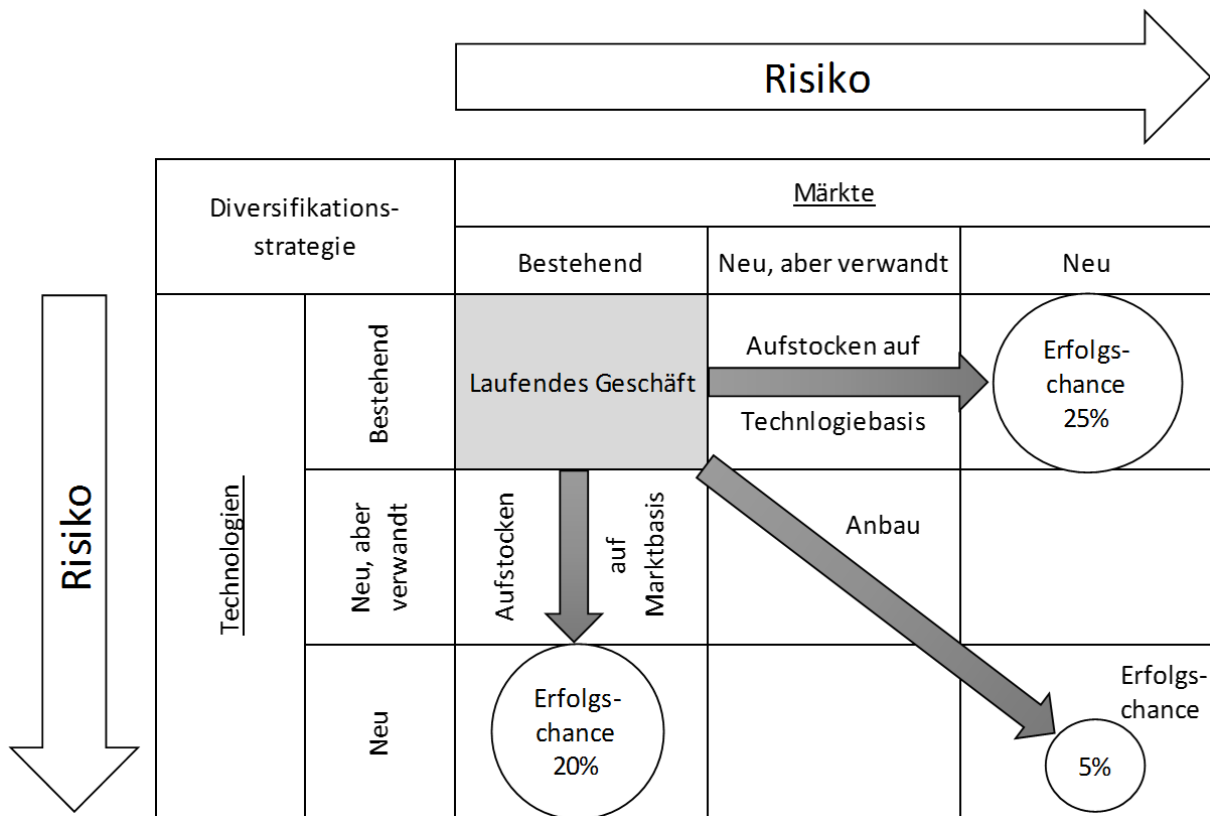 Risiko
Diversifikations-
strategie
Märkte
Bestehend
Neu, aber verwandt
Neu
Risiko
Technologien
Bestehend
Laufendes Geschäft
Aufstocken auf
Technlogiebasis
Erfolgs-
chance
25%
Neu, aber
verwandt
Aufstocken
auf
Marktbasis
Anbau
Neu
Erfolgs-
chance
20%
Erfolgs-
chance
5%